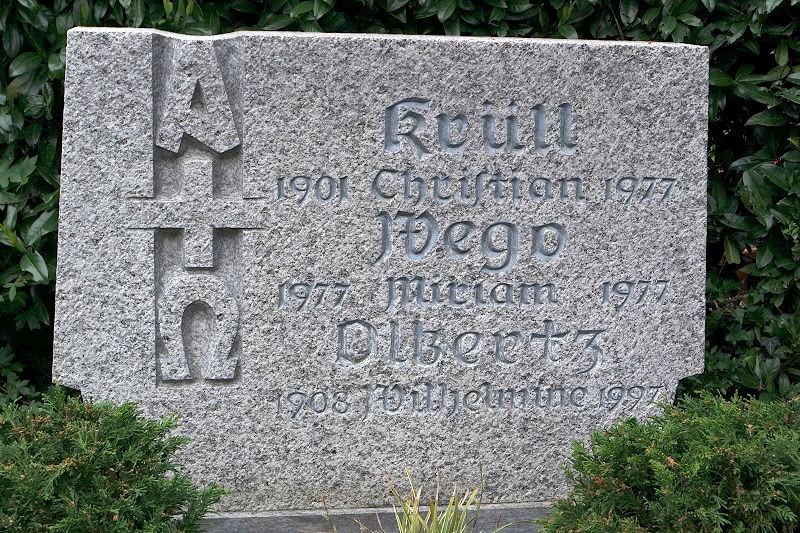 A
Ω
Krüll
1901 Christian 1977
Wego
1977 Miriam 1977
Olbertz
1908 Wilhelmine 1997